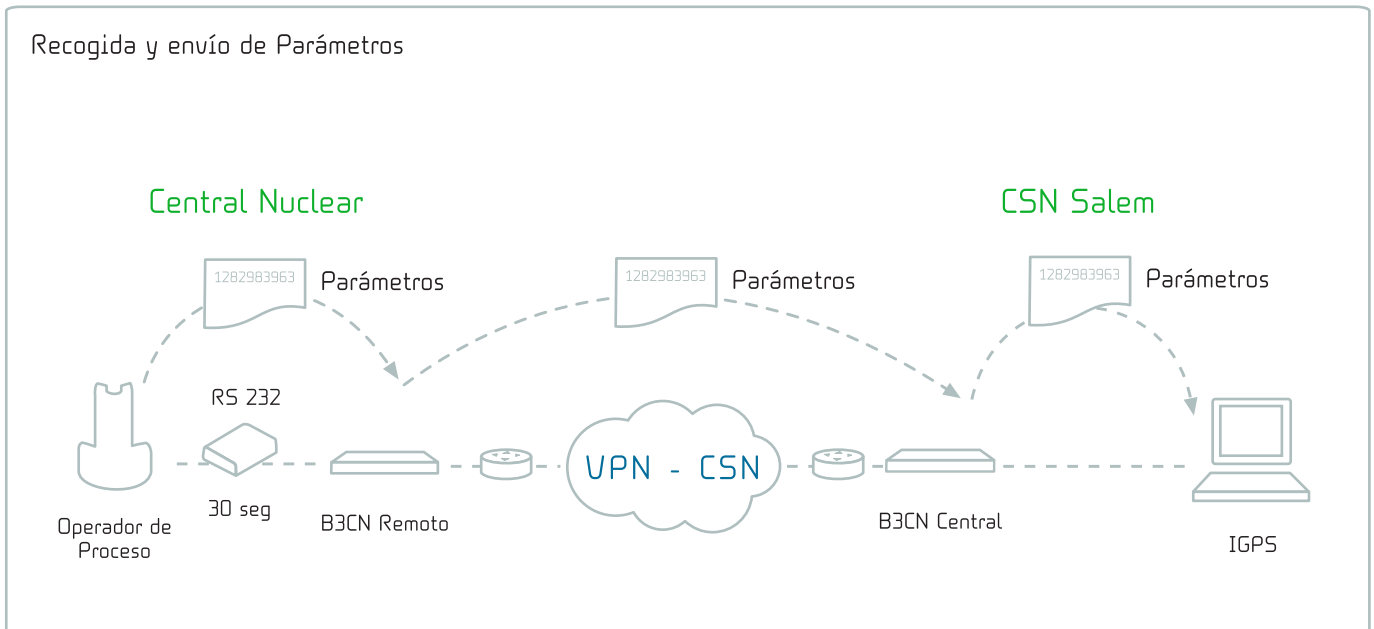 Recogida y envío de Parámetros
Central Nuclear
CSN Salem
1282983963
Parámetros
1282983963
Parámetros
1282983963
Parámetros
RS 232
VPN - CSN
30 seg
Operador de
Proceso
B3CN Remoto
B3CN Central
IGPS